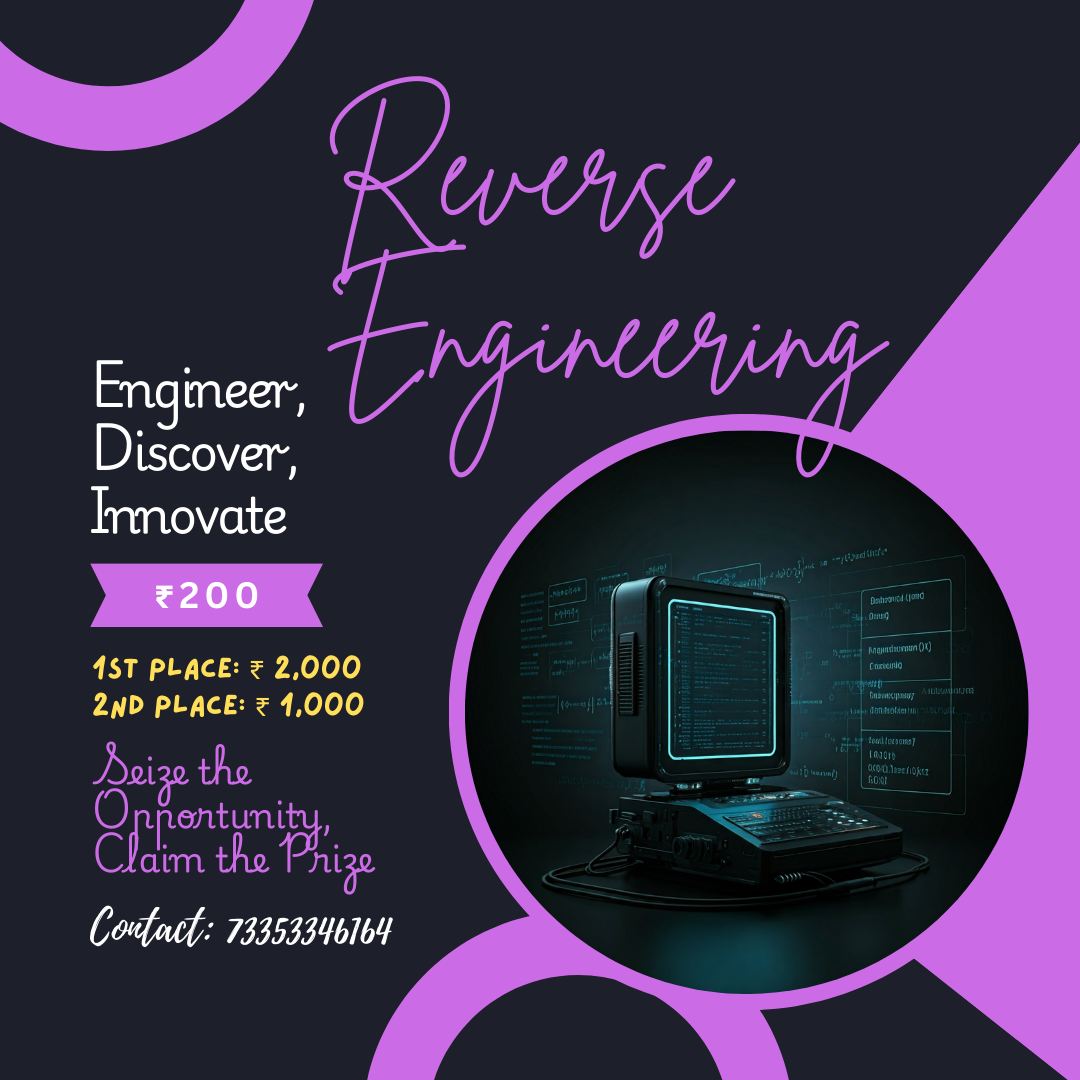 Reverse
Engineering
Engineer,
Discover,
Innovate
₹200
1ST PLACE: ₹ 2,000
2ND PLACE: ₹ 1,000
Seize the
Opportunity,
Claim the Prize
Contact: 73353346164